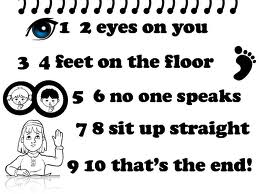 1 2 eyes on you
3 4 feet on the floor
5 6 no one speaks
7 8 sit up straight
9 10 that's the end!